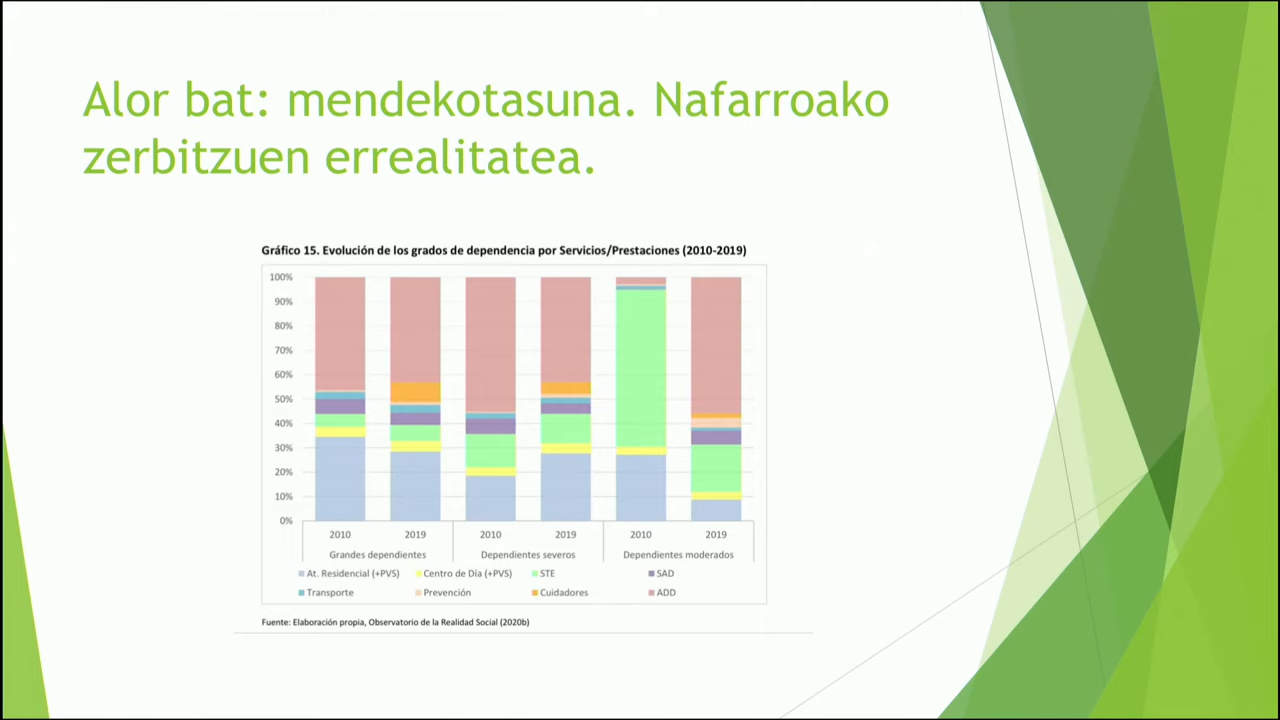 Alor bat: mendekotasuna. Nafarroako
zerbitzuen errealitatea.
Gráfico 15. Evolución de los grados de dependencia por Servicios/Prestaciones (2010-2019)
100%
90%
80%
70%
60%
50%
40%
30%
20%
10%
0%
2010 2019 2010 2019 2010 2019
Grandes dependientes Dependientes severos Dependientes moderados
At. Residencial (+PVS) Centro de Día (+PVS) STE SAD
Transporte Prevención Cuidadores ADD
Fuente: Elaboración propia, Observatorio de la Realidad Social (2020b)